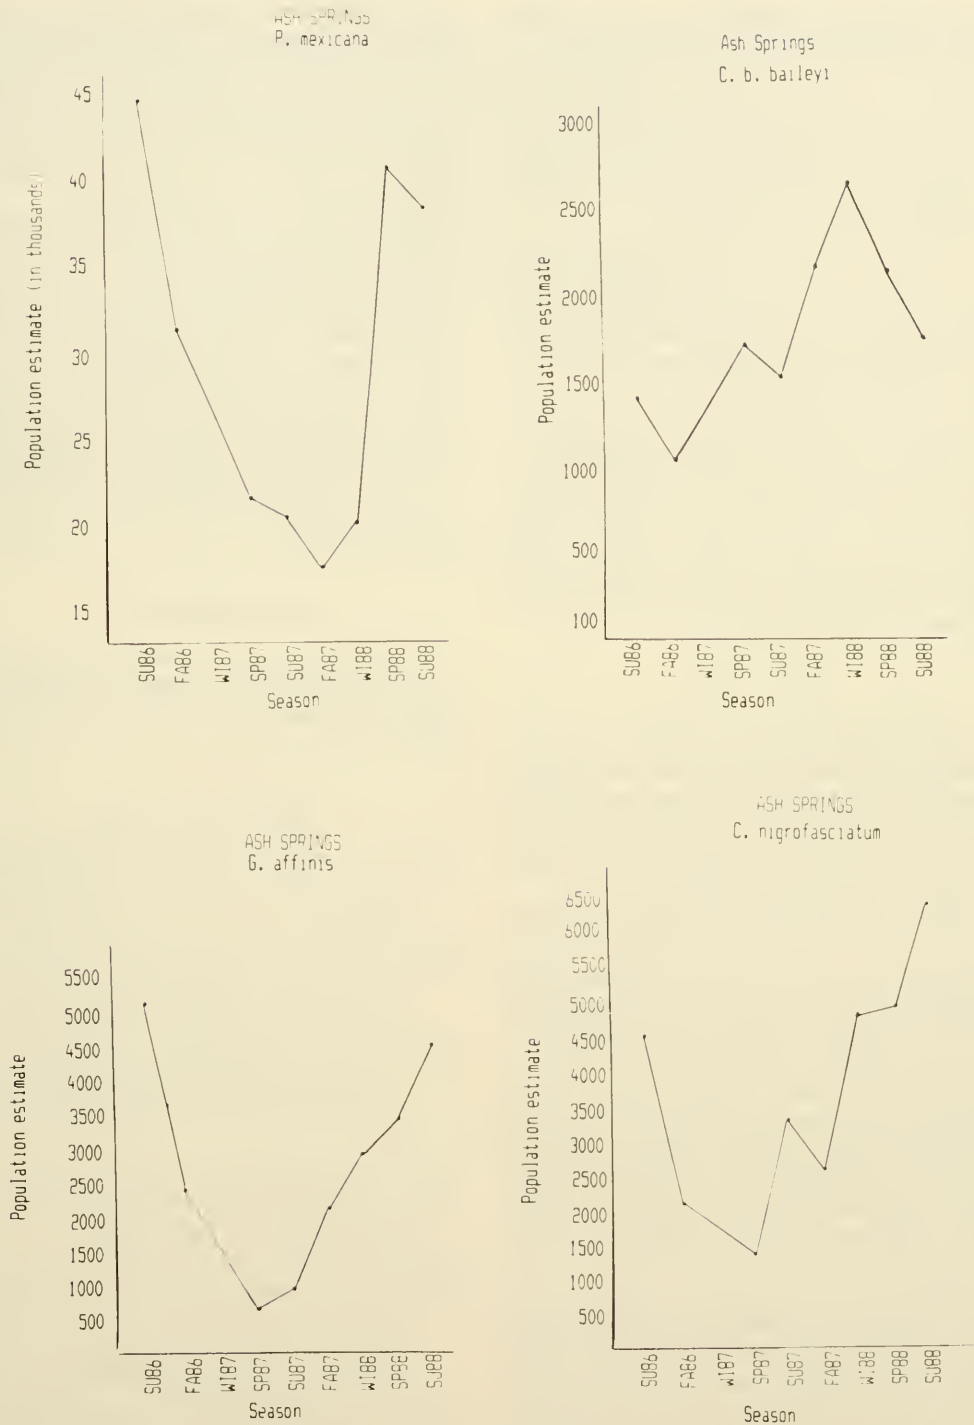 ASH SPRINGS
P. mexicana
Population estimate (in thousands)
45
40
35
30
25
20
15
SU86
FA86
WI87
SP87
SU87
FA87
WI88
SP88
SU88
Season
Ash Springs
C. b. baileyi
Population estimate
3000
2500
2000
1500
1000
500
100
SU86
FA86
WI87
SP87
SU87
FA87
WI88
SP88
SU88
Season
ASH SPRINGS
G. affinis
Population estimate
5500
5000
4500
4000
3500
3000
2500
2000
1500
1000
500
SU86
FA86
WI87
SP87
SU87
FA87
WI88
SP88
SU88
Season
ASH SPRINGS
C. nigrofasciatum
Population estimate
6500
6000
5500
5000
4500
4000
3500
3000
2500
2000
1500
1000
500
SU86
FA86
WI87
SP87
SU87
FA87
WI88
SP88
SU88
Season